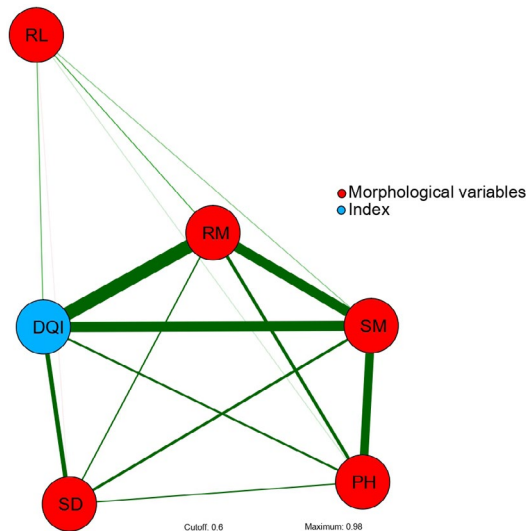 RL
Morphological variables
Index
RM
DQI
SM
PH
SD
Cutoff: 0.6
Maximum: 0.98